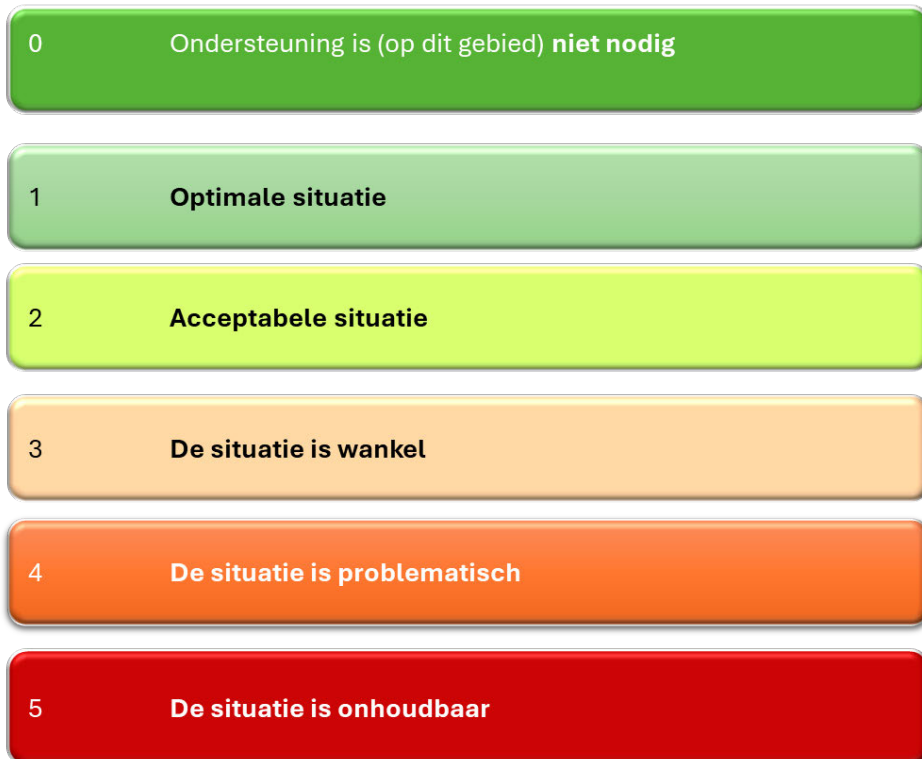 0 Ondersteuning is (op dit gebied) niet nodig
1 Optimale situatie
2 Acceptabele situatie
3 De situatie is wankel
4 De situatie is problematisch
5 De situatie is onhoudbaar